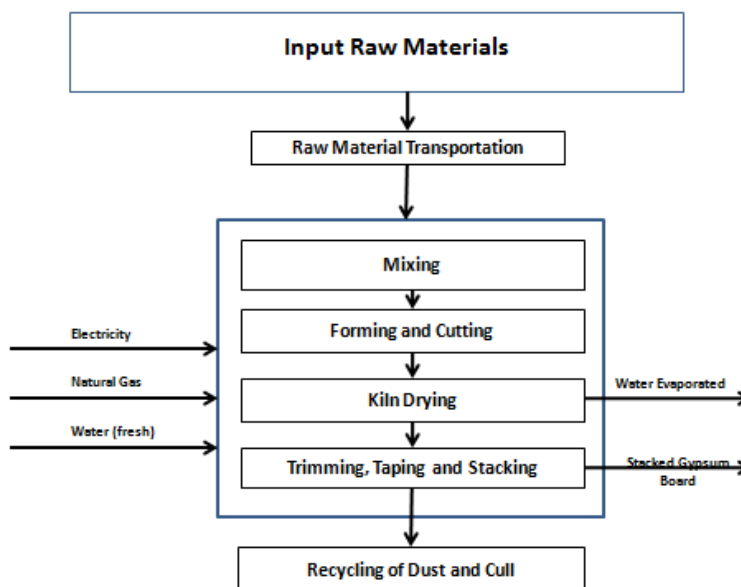 Input Raw Materials
Raw Material Transportation
Mixing
Forming and Cutting
Electricity
Natural Gas
Kiln Drying
Water Evaporated
Water (fresh)
Trimming, Taping and Stacking
Stacked Gypsum
Board
Recycling of Dust and Cull